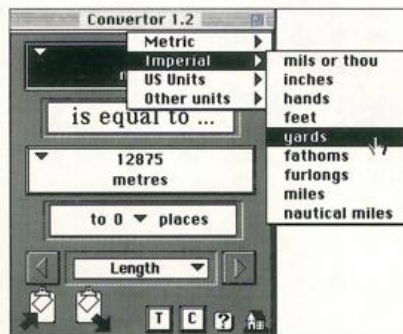 Convertor 1.2
Metric
Imperial
US Units
Other units
mils or thou
inches
hands
feet
yards
fathoms
furlongs
miles
nautical miles
is equal to ...
12875
metres
to 0 places
Length
T C ?